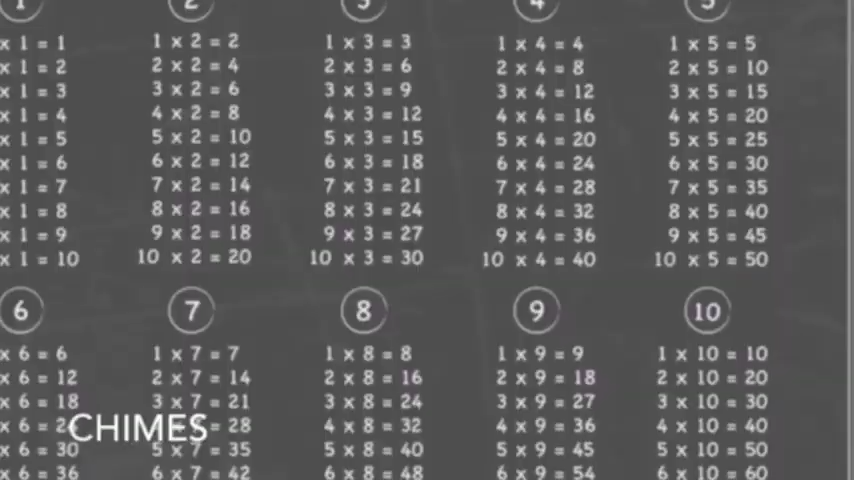 1 2 3 4 5
x 1 = 1 1 x 2 = 2 1 x 3 = 3 1 x 4 = 4 1 x 5 = 5
x 1 = 2 2 x 2 = 4 2 x 3 = 6 2 x 4 = 8 2 x 5 = 10
x 1 = 3 3 x 2 = 6 3 x 3 = 9 3 x 4 = 12 3 x 5 = 15
x 1 = 4 4 x 2 = 8 4 x 3 = 12 4 x 4 = 16 4 x 5 = 20
x 1 = 5 5 x 2 = 10 5 x 3 = 15 5 x 4 = 20 5 x 5 = 25
x 1 = 6 6 x 2 = 12 6 x 3 = 18 6 x 4 = 24 6 x 5 = 30
x 1 = 7 7 x 2 = 14 7 x 3 = 21 7 x 4 = 28 7 x 5 = 35
x 1 = 8 8 x 2 = 16 8 x 3 = 24 8 x 4 = 32 8 x 5 = 40
x 1 = 9 9 x 2 = 18 9 x 3 = 27 9 x 4 = 36 9 x 5 = 45
x 1 = 10 10 x 2 = 20 10 x 3 = 30 10 x 4 = 40 10 x 5 = 50
6 7 8 9 10
x 6 = 6 1 x 7 = 7 1 x 8 = 8 1 x 9 = 9 1 x 10 = 10
x 6 = 12 2 x 7 = 14 2 x 8 = 16 2 x 9 = 18 2 x 10 = 20
x 6 = 18 3 x 7 = 21 3 x 8 = 24 3 x 9 = 27 3 x 10 = 30
x 6 = = 28 4 x 8 = 32 4 x 9 = 36 4 x 10 = 40
CHIMES
x 6 = 30 5 x 7 = 35 5 x 8 = 40 5 x 9 = 45 5 x 10 = 50
x 6 = 36 6 x 7 = 42 6 x 8 = 48 6 x 9 = 54 6 x 10 = 60